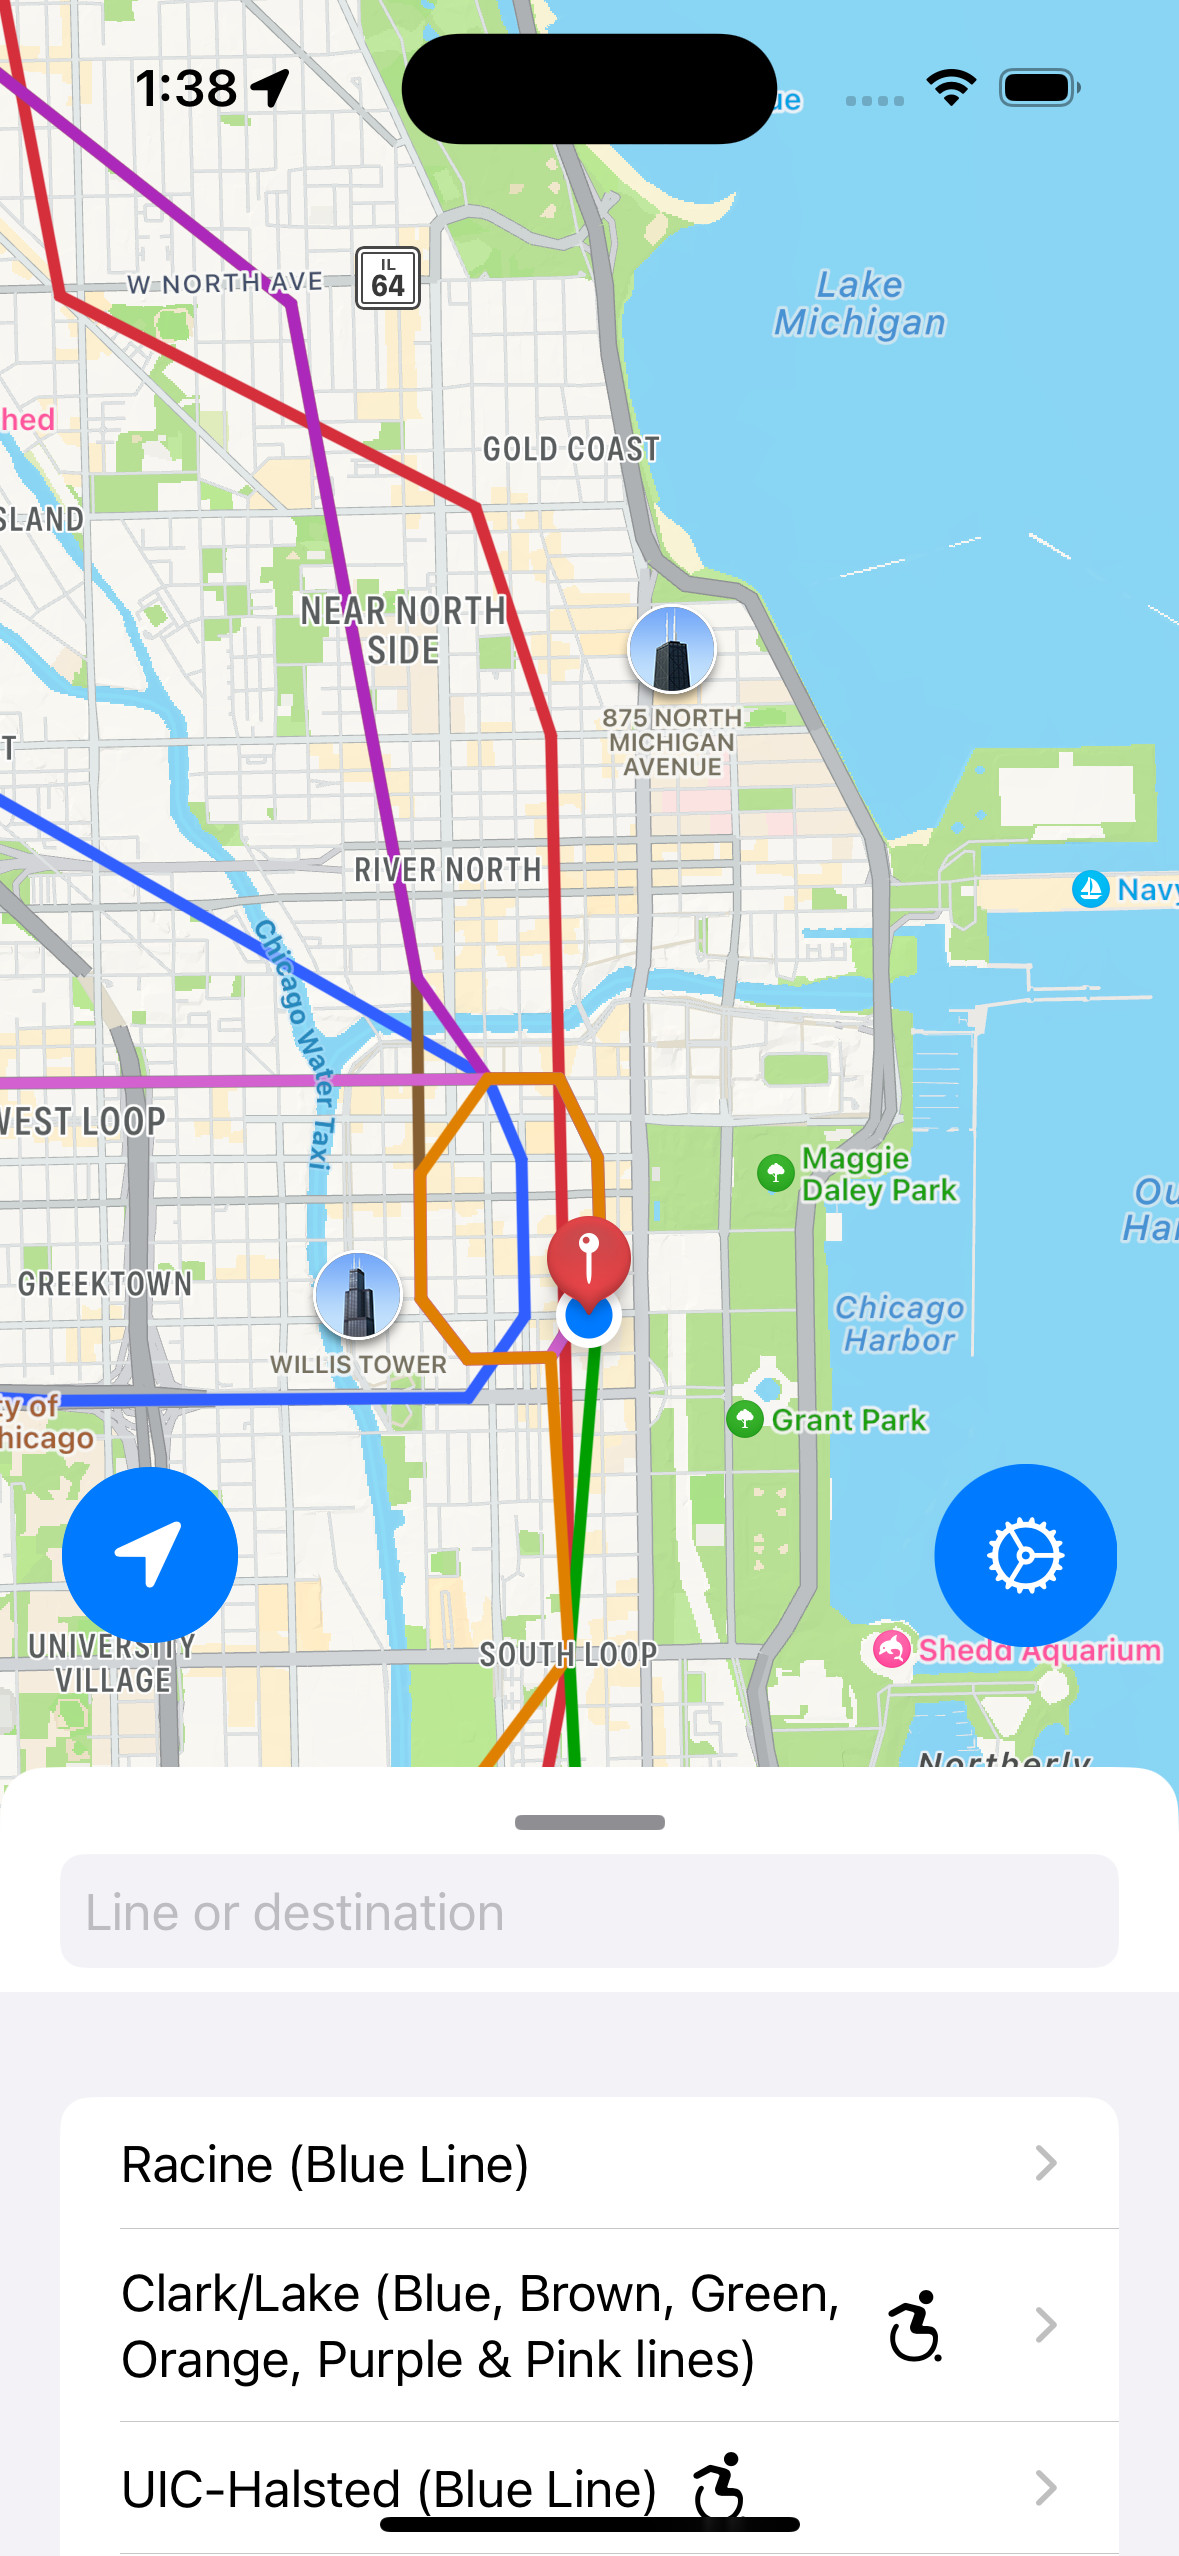 1:38
ue
W NORTH AVE
IL
64
Lake
Michigan
hed
GOLD COAST
SLAND
NEAR NORTH
SIDE
875 NORTH
MICHIGAN
AVENUE
T
RIVER NORTH
Navy
Chicago Water Taxi
WEST LOOP
Maggie
Daley Park
Ou
Har
GREEKTOWN
Chicago
Harbor
WILLIS TOWER
ty of
hicago
Grant Park
UNIVERSITY
VILLAGE
SOUTH LOOP
Shedd Aquarium
Northerly
Line or destination
Racine (Blue Line)
Clark/Lake (Blue, Brown, Green,
Orange, Purple & Pink lines)
UIC-Halsted (Blue Line)